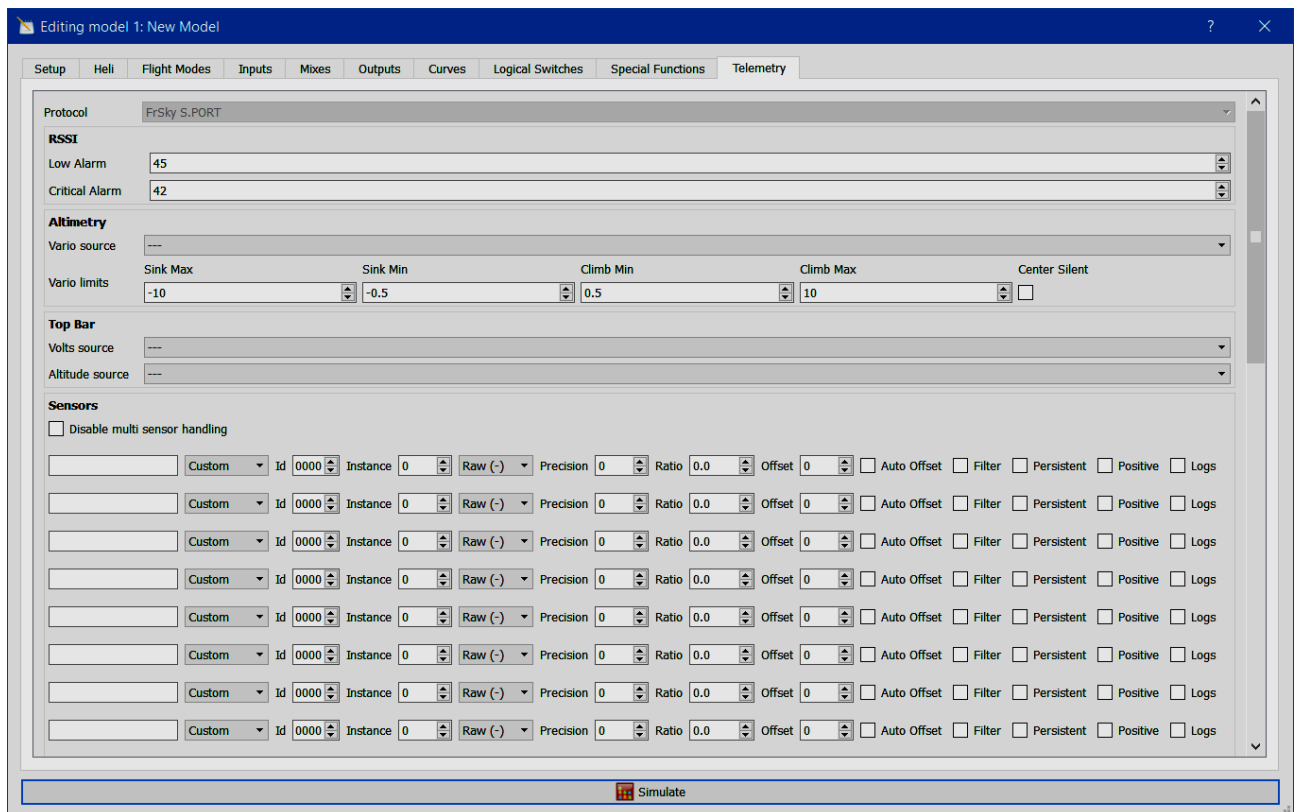 Editing model 1: New Model ?
Setup Heli Flight Modes Inputs Mixes Outputs Curves Logical Switches Special Functions Telemetry
Protocol FrSky S.PORT
RSSI
Low Alarm 45
Critical Alarm 42
Altimetry
Vario source ---
Sink Max Sink Min Climb Min Climb Max Center Silent
Vario limits -10 -0.5 0.5 10
Top Bar
Volts source ---
Altitude source ---
Sensors
Disable multi sensor handling
Custom Id 0000 Instance 0 Raw (-) Precision 0 Ratio 0.0 Offset 0 Auto Offset Filter Persistent Positive Logs
Custom Id 0000 Instance 0 Raw (-) Precision 0 Ratio 0.0 Offset 0 Auto Offset Filter Persistent Positive Logs
Custom Id 0000 Instance 0 Raw (-) Precision 0 Ratio 0.0 Offset 0 Auto Offset Filter Persistent Positive Logs
Custom Id 0000 Instance 0 Raw (-) Precision 0 Ratio 0.0 Offset 0 Auto Offset Filter Persistent Positive Logs
Custom Id 0000 Instance 0 Raw (-) Precision 0 Ratio 0.0 Offset 0 Auto Offset Filter Persistent Positive Logs
Custom Id 0000 Instance 0 Raw (-) Precision 0 Ratio 0.0 Offset 0 Auto Offset Filter Persistent Positive Logs
Custom Id 0000 Instance 0 Raw (-) Precision 0 Ratio 0.0 Offset 0 Auto Offset Filter Persistent Positive Logs
Custom Id 0000 Instance 0 Raw (-) Precision 0 Ratio 0.0 Offset 0 Auto Offset Filter Persistent Positive Logs
Simulate